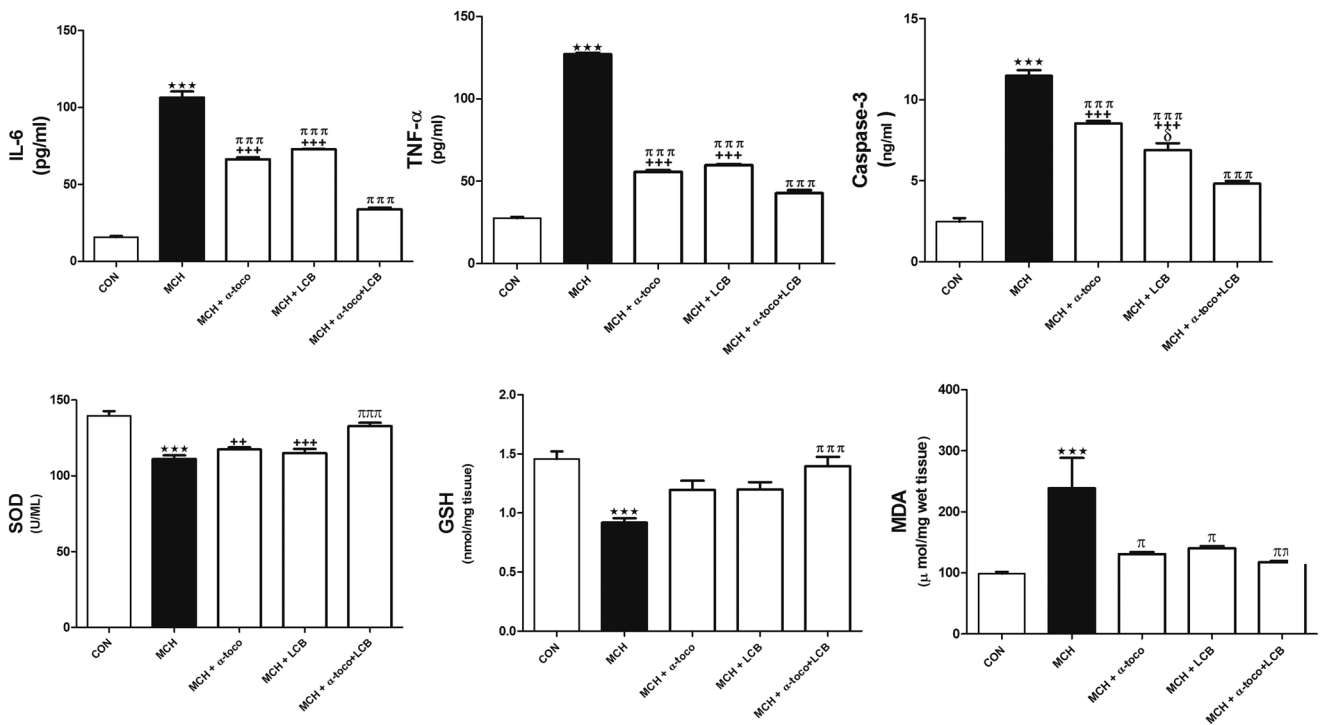 IL-6
(pg/ml)
150
100
50
0
★★★
πππ
+++
πππ
+++
πππ
CON
MCH
MCH + α-toco
MCH + LCB
MCH + α-toco+LCB
TNF-α
(pg/ml)
150
100
50
0
★★★
πππ
+++
πππ
+++
πππ
CON
MCH
MCH + α-toco
MCH + LCB
MCH + α-toco+LCB
Caspase-3
(ng/ml )
15
10
5
0
★★★
πππ
+++
πππ
+++
δ
πππ
CON
MCH
MCH + α-toco
MCH + LCB
MCH + α-toco+LCB
SOD
(U/ML)
150
100
50
0
★★★
++
+++
πππ
CON
MCH
MCH + α-toco
MCH + LCB
MCH + α-toco+LCB
GSH
(nmol/mg tisuue)
2.0
1.5
1.0
0.5
0.0
★★★
πππ
CON
MCH
MCH + α-toco
MCH + LCB
MCH + α-toco+LCB
MDA
(μ mol/mg wet tissue)
400
300
200
100
0
★★★
π
π
ππ
CON
MCH
MCH + α-toco
MCH + LCB
MCH + α-toco+LCB